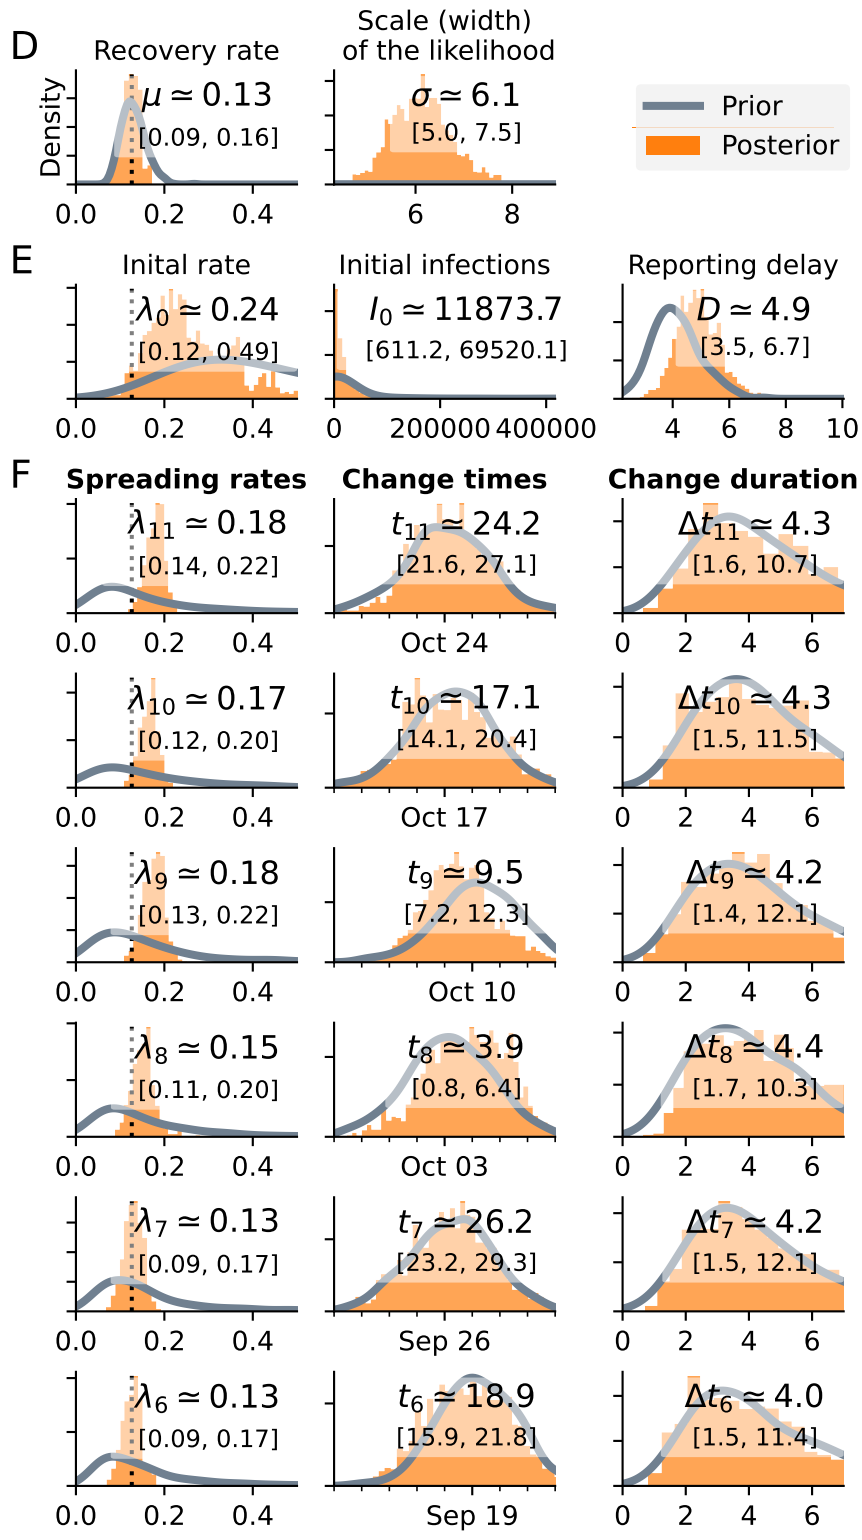 D
Recovery rate
Density
μ ≃ 0.13
[0.09, 0.16]
0.0 0.2 0.4
Scale (width)
of the likelihood
σ ≃ 6.1
[5.0, 7.5]
6 8
Prior
Posterior
E
Inital rate
λ0 ≃ 0.24
[0.12, 0.49]
0.0 0.2 0.4
Initial infections
I0 ≃ 11873.7
[611.2, 69520.1]
0 200000 400000
Reporting delay
D ≃ 4.9
[3.5, 6.7]
4 6 8 10
F
Spreading rates Change times Change duration
λ11 ≃ 0.18
[0.14, 0.22]
0.0 0.2 0.4
t11 ≃ 24.2
[21.6, 27.1]
Oct 24
Δt11 ≃ 4.3
[1.6, 10.7]
0 2 4 6
λ10 ≃ 0.17
[0.12, 0.20]
0.0 0.2 0.4
t10 ≃ 17.1
[14.1, 20.4]
Oct 17
Δt10 ≃ 4.3
[1.5, 11.5]
0 2 4 6
λ9 ≃ 0.18
[0.13, 0.22]
0.0 0.2 0.4
t9 ≃ 9.5
[7.2, 12.3]
Oct 10
Δt9 ≃ 4.2
[1.4, 12.1]
0 2 4 6
λ8 ≃ 0.15
[0.11, 0.20]
0.0 0.2 0.4
t8 ≃ 3.9
[0.8, 6.4]
Oct 03
Δt8 ≃ 4.4
[1.7, 10.3]
0 2 4 6
λ7 ≃ 0.13
[0.09, 0.17]
0.0 0.2 0.4
t7 ≃ 26.2
[23.2, 29.3]
Sep 26
Δt7 ≃ 4.2
[1.5, 12.1]
0 2 4 6
λ6 ≃ 0.13
[0.09, 0.17]
0.0 0.2 0.4
t6 ≃ 18.9
[15.9, 21.8]
Sep 19
Δt6 ≃ 4.0
[1.5, 11.4]
0 2 4 6